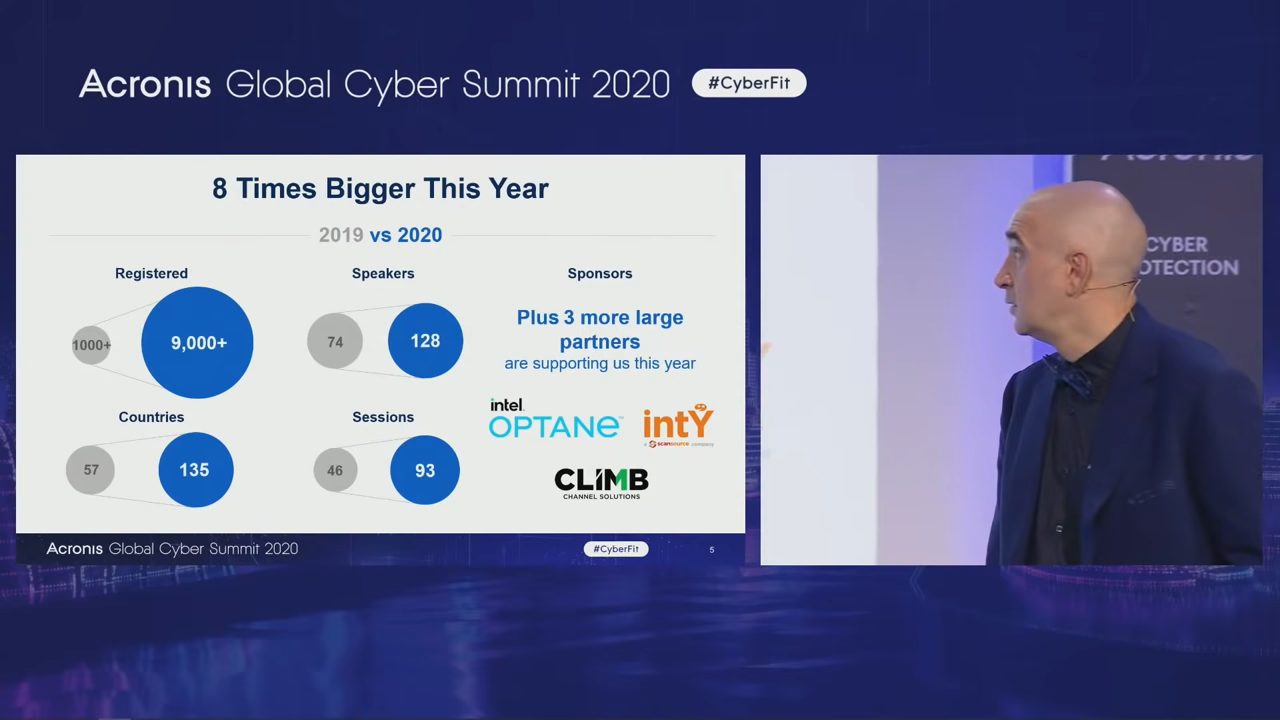 Acronis Global Cyber Summit 2020 #CyberFit
8 Times Bigger This Year
2019 vs 2020
Registered
1000+
9,000+
Speakers
74
128
Sponsors
Plus 3 more large
partners
are supporting us this year
Countries
57
135
Sessions
46
93
intel
OPTANE™
intY
a scansource company
CLIMB
CHANNEL SOLUTIONS
Acronis Global Cyber Summit 2020 #CyberFit 5
Acronis
CYBER
OTECTION